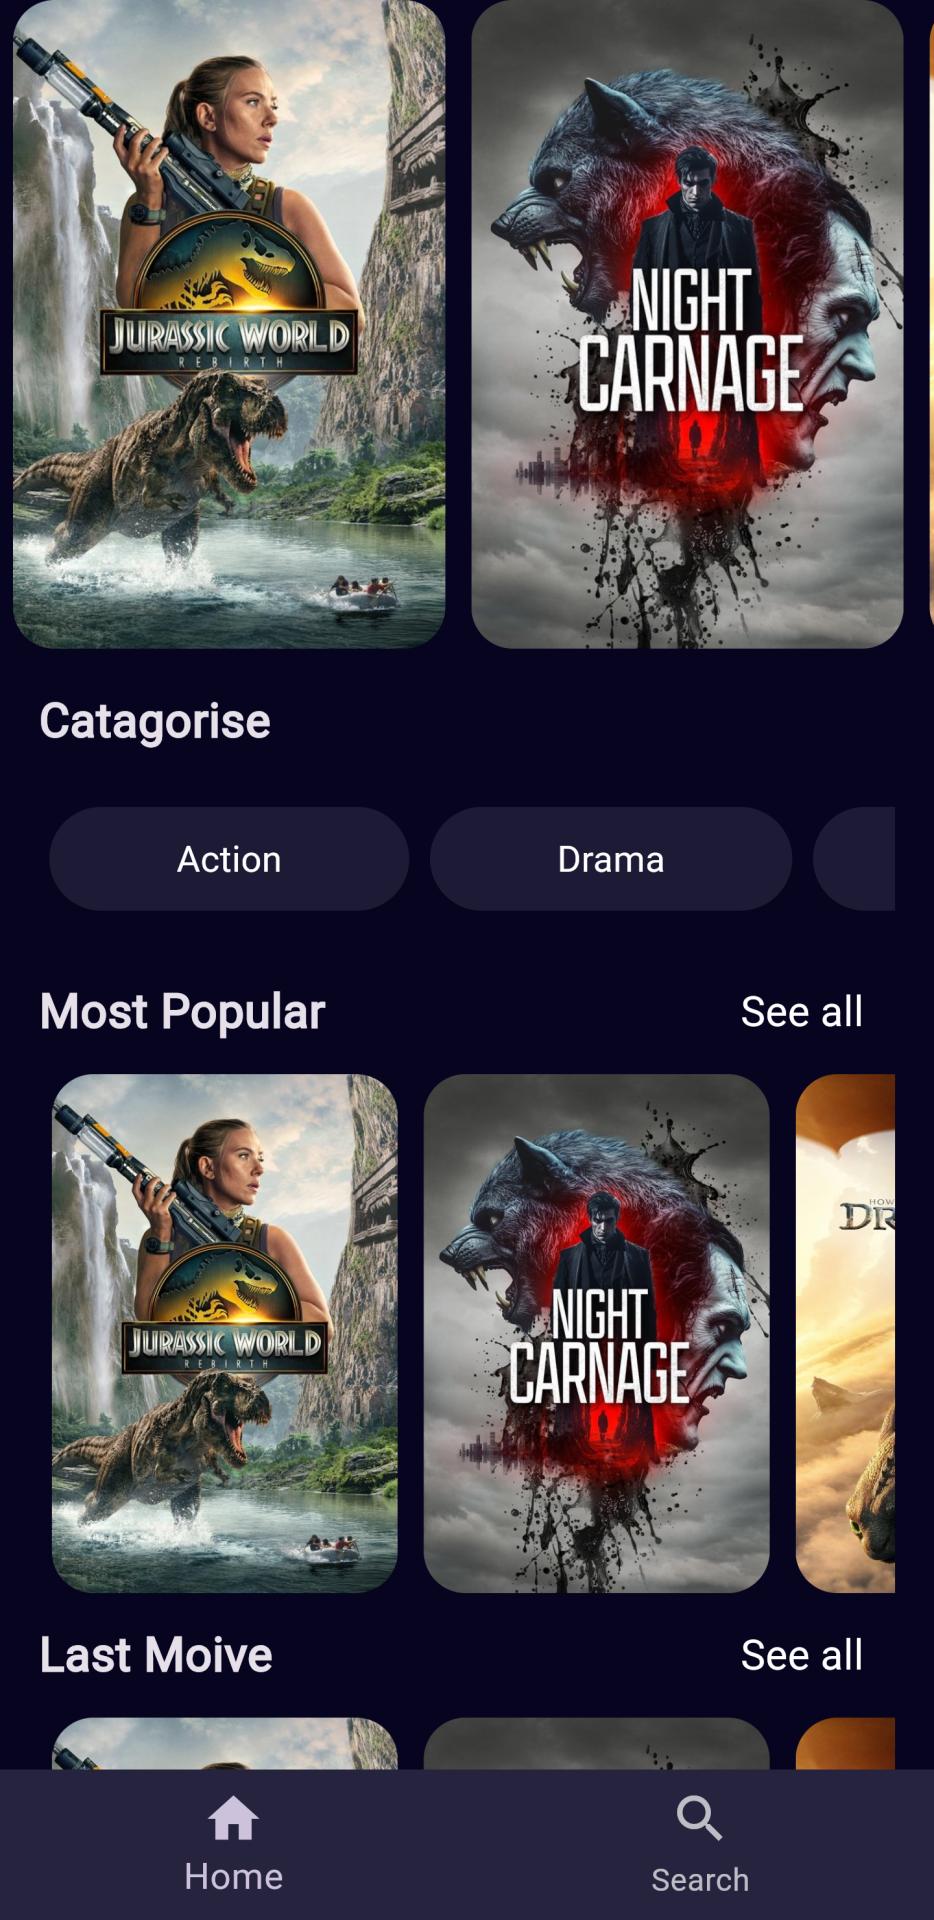 JURASSIC WORLD
REBIRTH
NIGHT
CARNAGE
Catagorise
Action
Drama
Most Popular
See all
JURASSIC WORLD
REBIRTH
NIGHT
CARNAGE
HOW
DR
Last Moive
See all
Home
Search